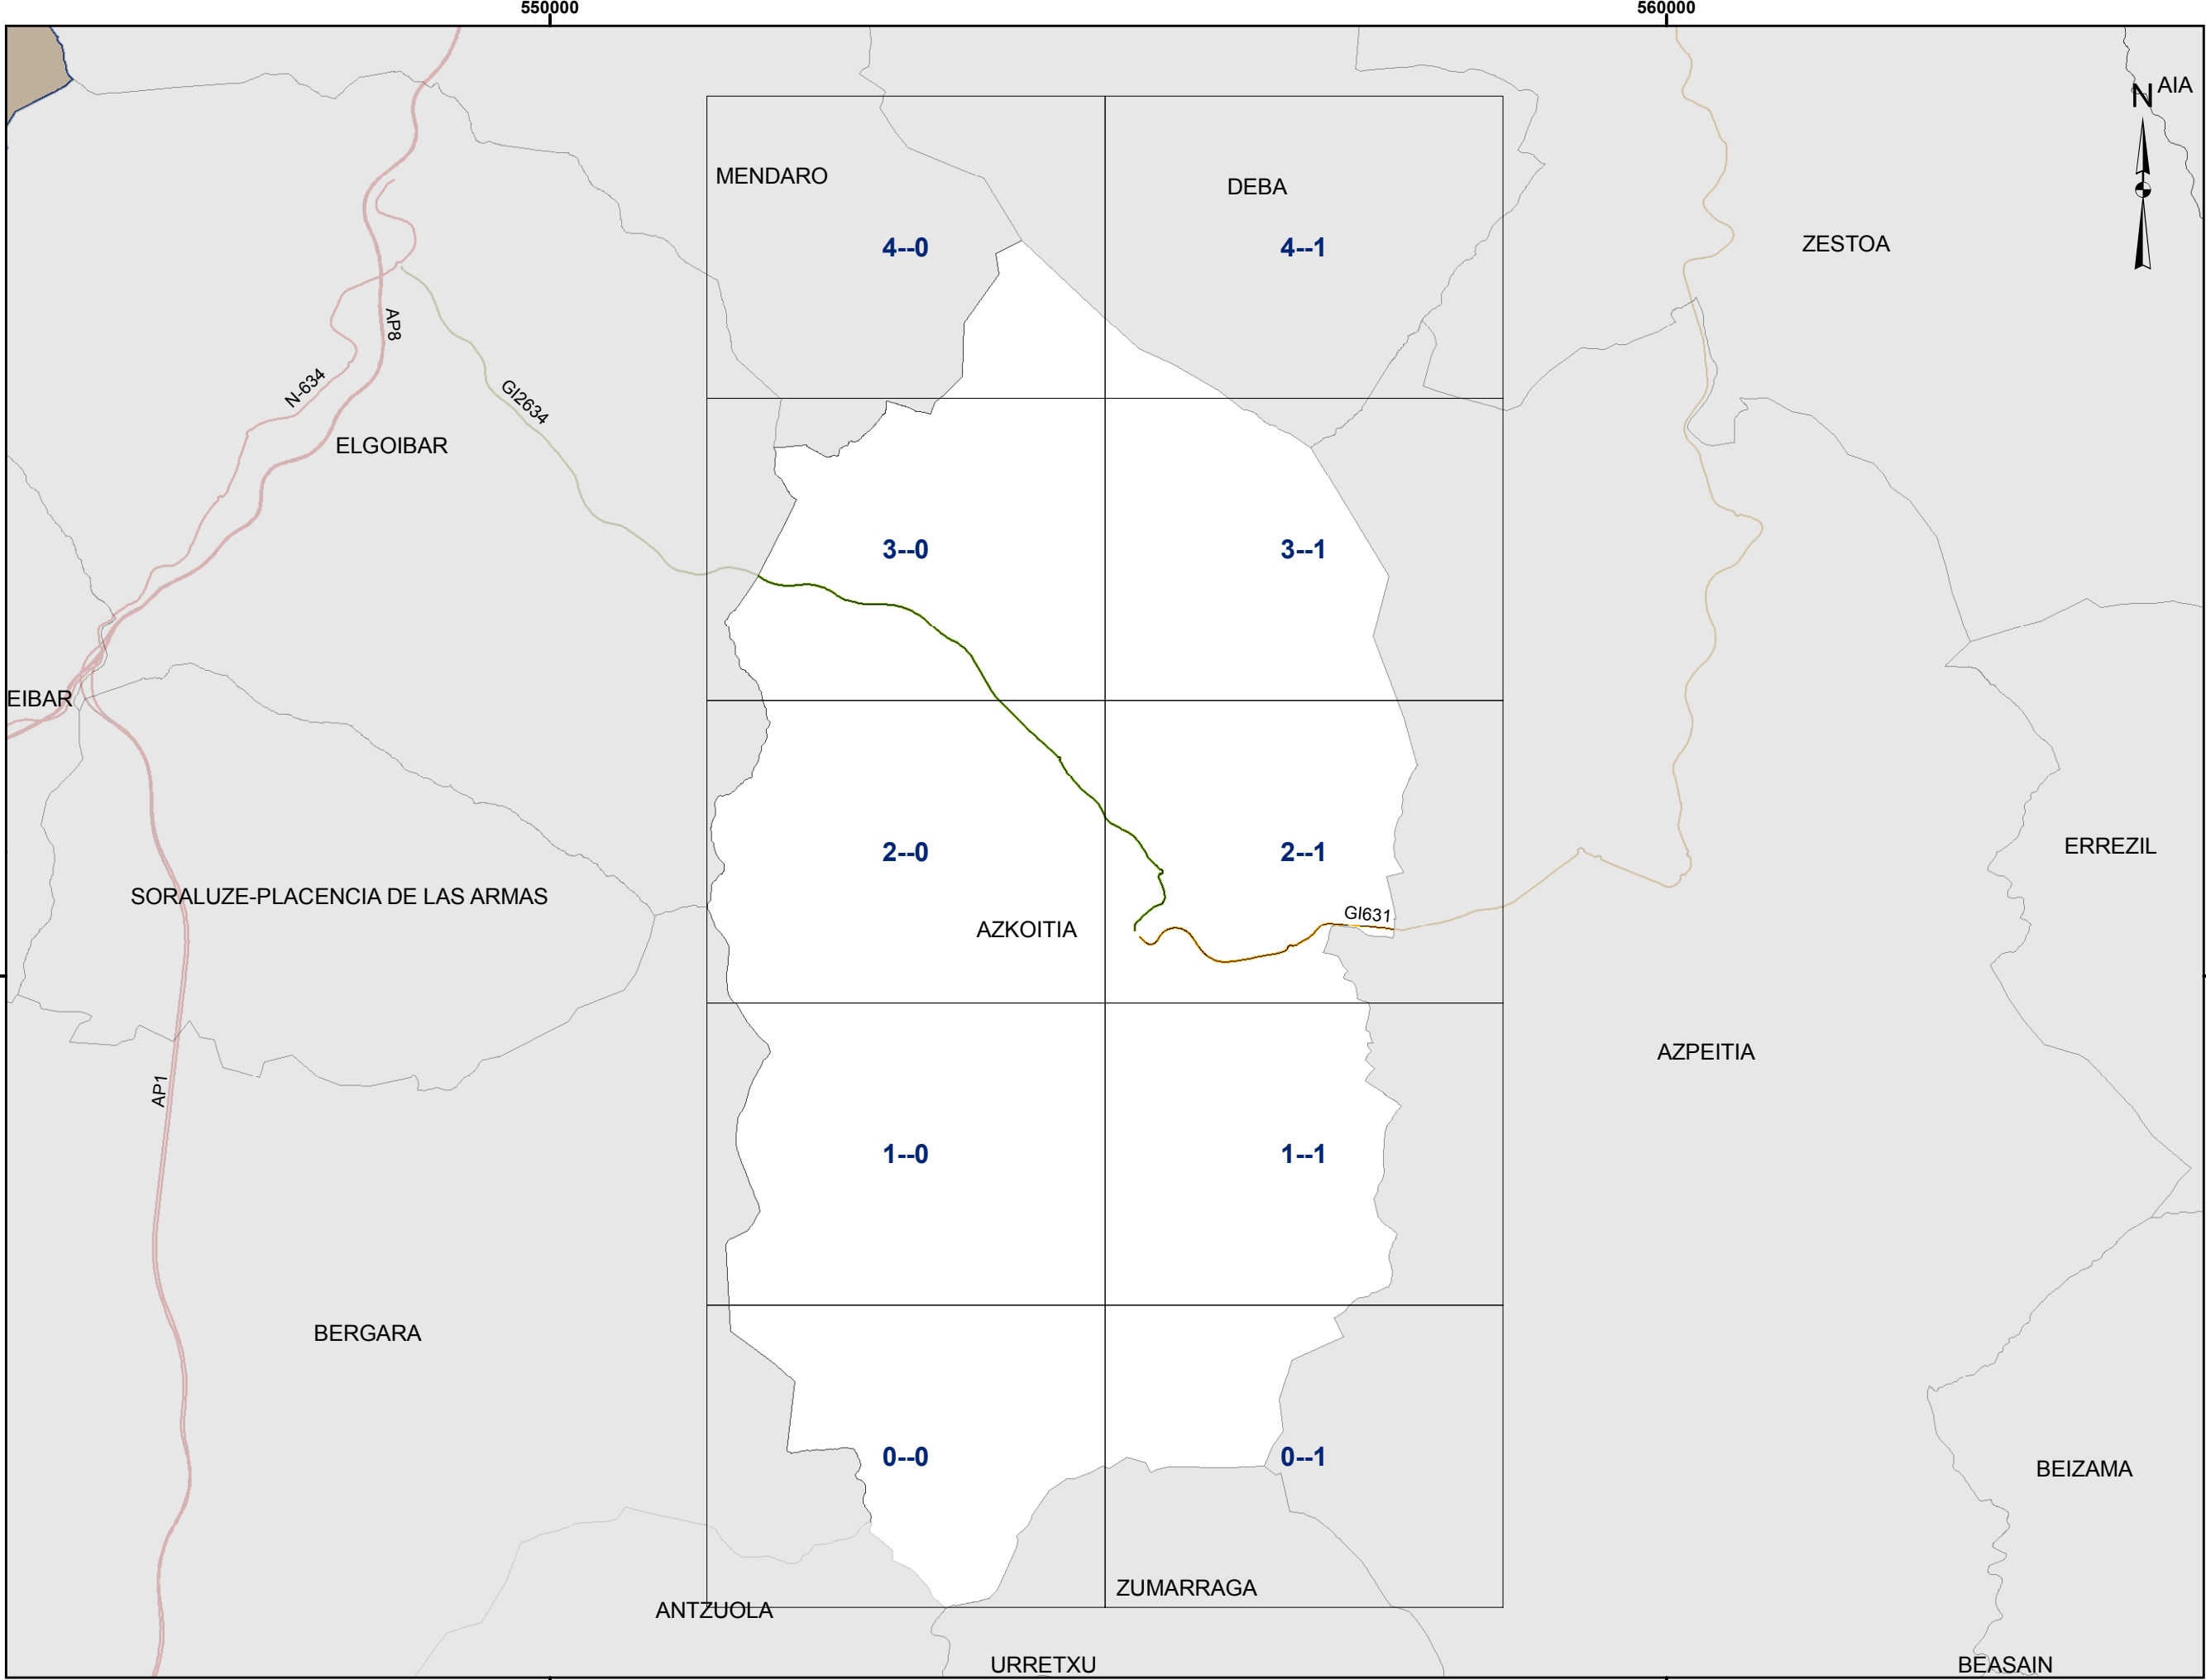 550000 560000
N AIA
MENDARO DEBA
4--0 4--1 ZESTOA
AP8
N-634 GI2634
ELGOIBAR
3--0 3--1
EIBAR
2--0 2--1 ERREZIL
SORALUZE-PLACENCIA DE LAS ARMAS
GI631
AZKOITIA
AZPEITIA
AP1
1--0 1--1
BERGARA
0--0 0--1 BEIZAMA
ZUMARRAGA
ANTZUOLA
URRETXU BEASAIN